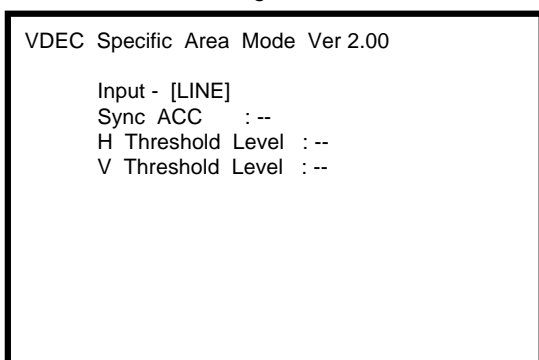 VDEC Specific Area Mode Ver 2.00
Input - [LINE]
Sync ACC : --
H Threshold Level : --
V Threshold Level : --